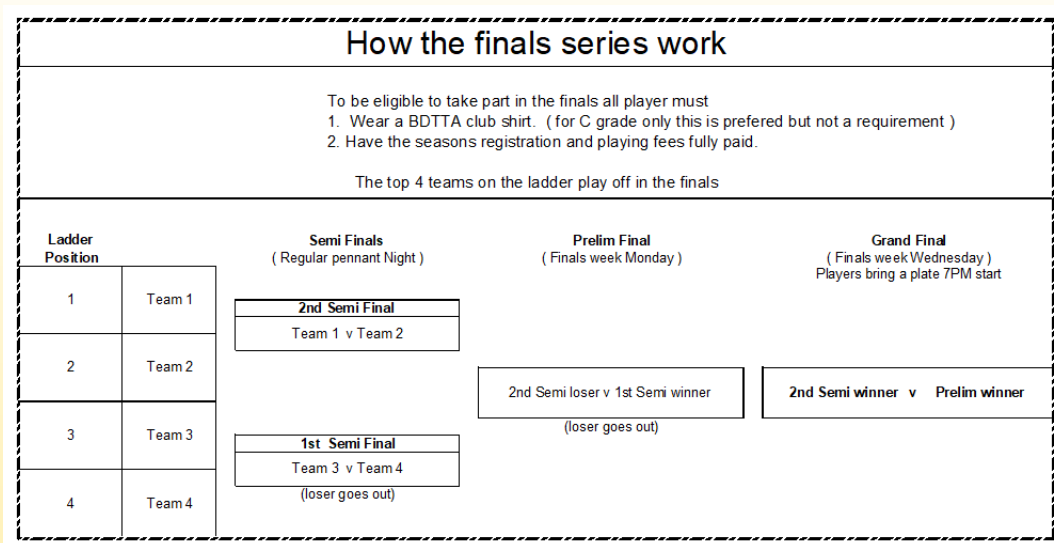 How the finals series work
To be eligible to take part in the finals all player must
1. Wear a BDTTA club shirt. ( for C grade only this is prefered but not a requirement )
2. Have the seasons registration and playing fees fully paid.
The top 4 teams on the ladder play off in the finals
Ladder
Position
Semi Finals
( Regular pennant Night )
Prelim Final
( Finals week Monday )
Grand Final
( Finals week Wednesday )
Players bring a plate 7PM start
1 Team 1
2nd Semi Final
Team 1 v Team 2
2 Team 2
2nd Semi loser v 1st Semi winner
(loser goes out)
2nd Semi winner v Prelim winner
3 Team 3
1st Semi Final
Team 3 v Team 4
(loser goes out)
4 Team 4